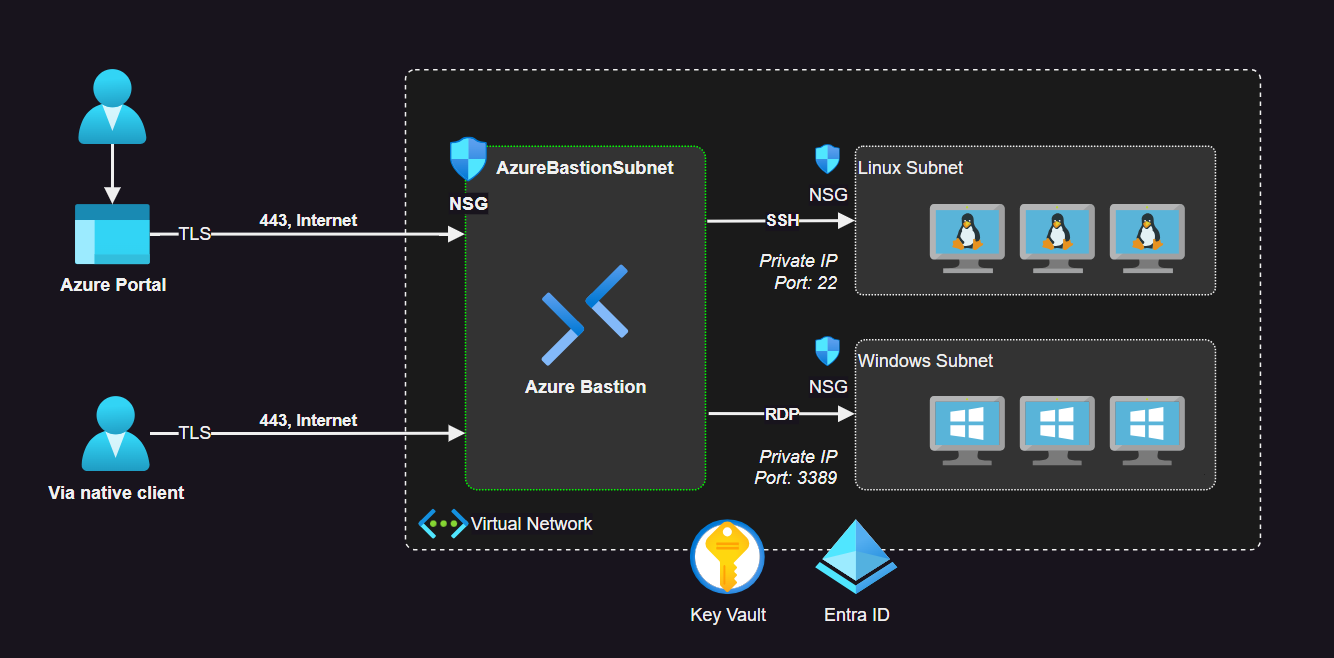 AzureBastionSubnet
NSG
Linux Subnet
NSG
443, Internet
TLS
SSH
Private IP
Port: 22
Azure Portal
Windows Subnet
NSG
Azure Bastion
443, Internet
TLS
RDP
Private IP
Port: 3389
Via native client
Virtual Network
Key Vault
Entra ID